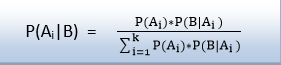 P(Aᵢ|B) = P(Aᵢ)*P(B|Aᵢ) / ∑ᵏᵢ₌₁ P(Aᵢ)*P(B|Aᵢ)